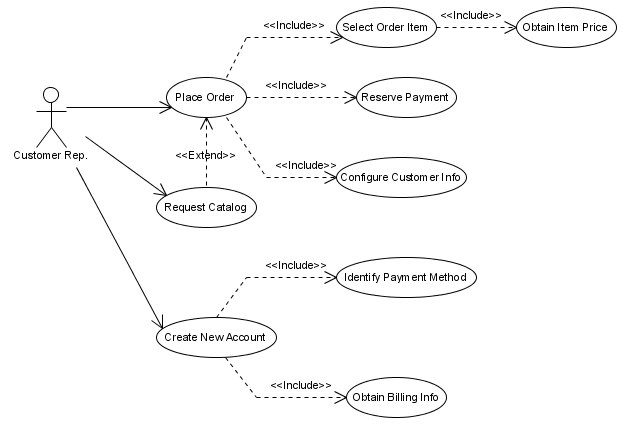 <<Include>>
<<Include>>
Select Order Item
Obtain Item Price
<<Include>>
Place Order
Reserve Payment
Customer Rep.
<<Extend>>
<<Include>>
Configure Customer Info
Request Catalog
<<Include>>
Identify Payment Method
Create New Account
<<Include>>
Obtain Billing Info